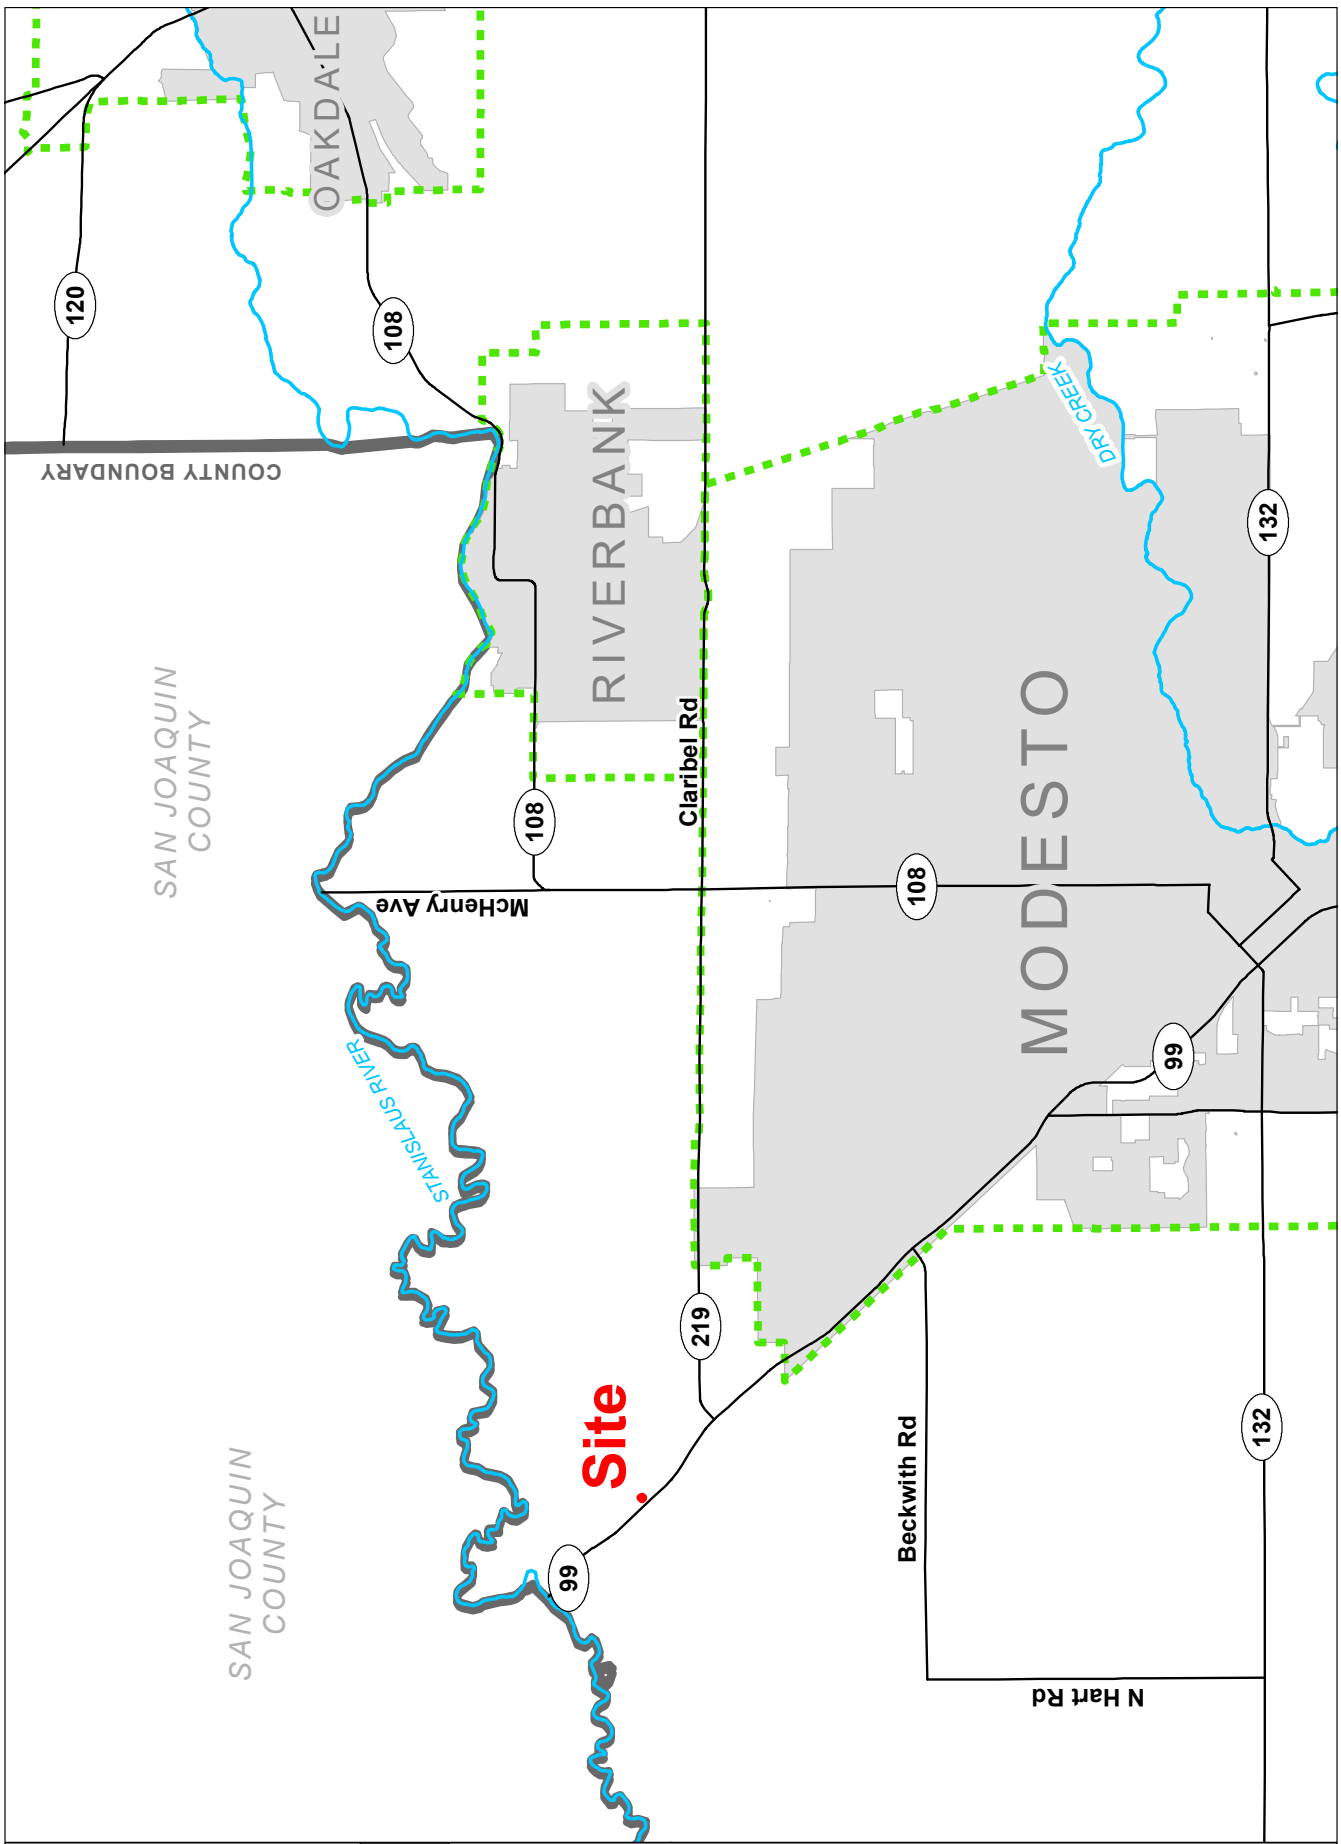 SAN JOAQUIN
COUNTY
SAN JOAQUIN
COUNTY
COUNTY BOUNDARY
120
OAKDALE
108
STANISLAUS RIVER
McHenry Ave
108
RIVERBANK
99
Site
219
Claribel Rd
108
MODESTO
DRY CREEK
Beckwith Rd
N Hart Rd
99
132
132